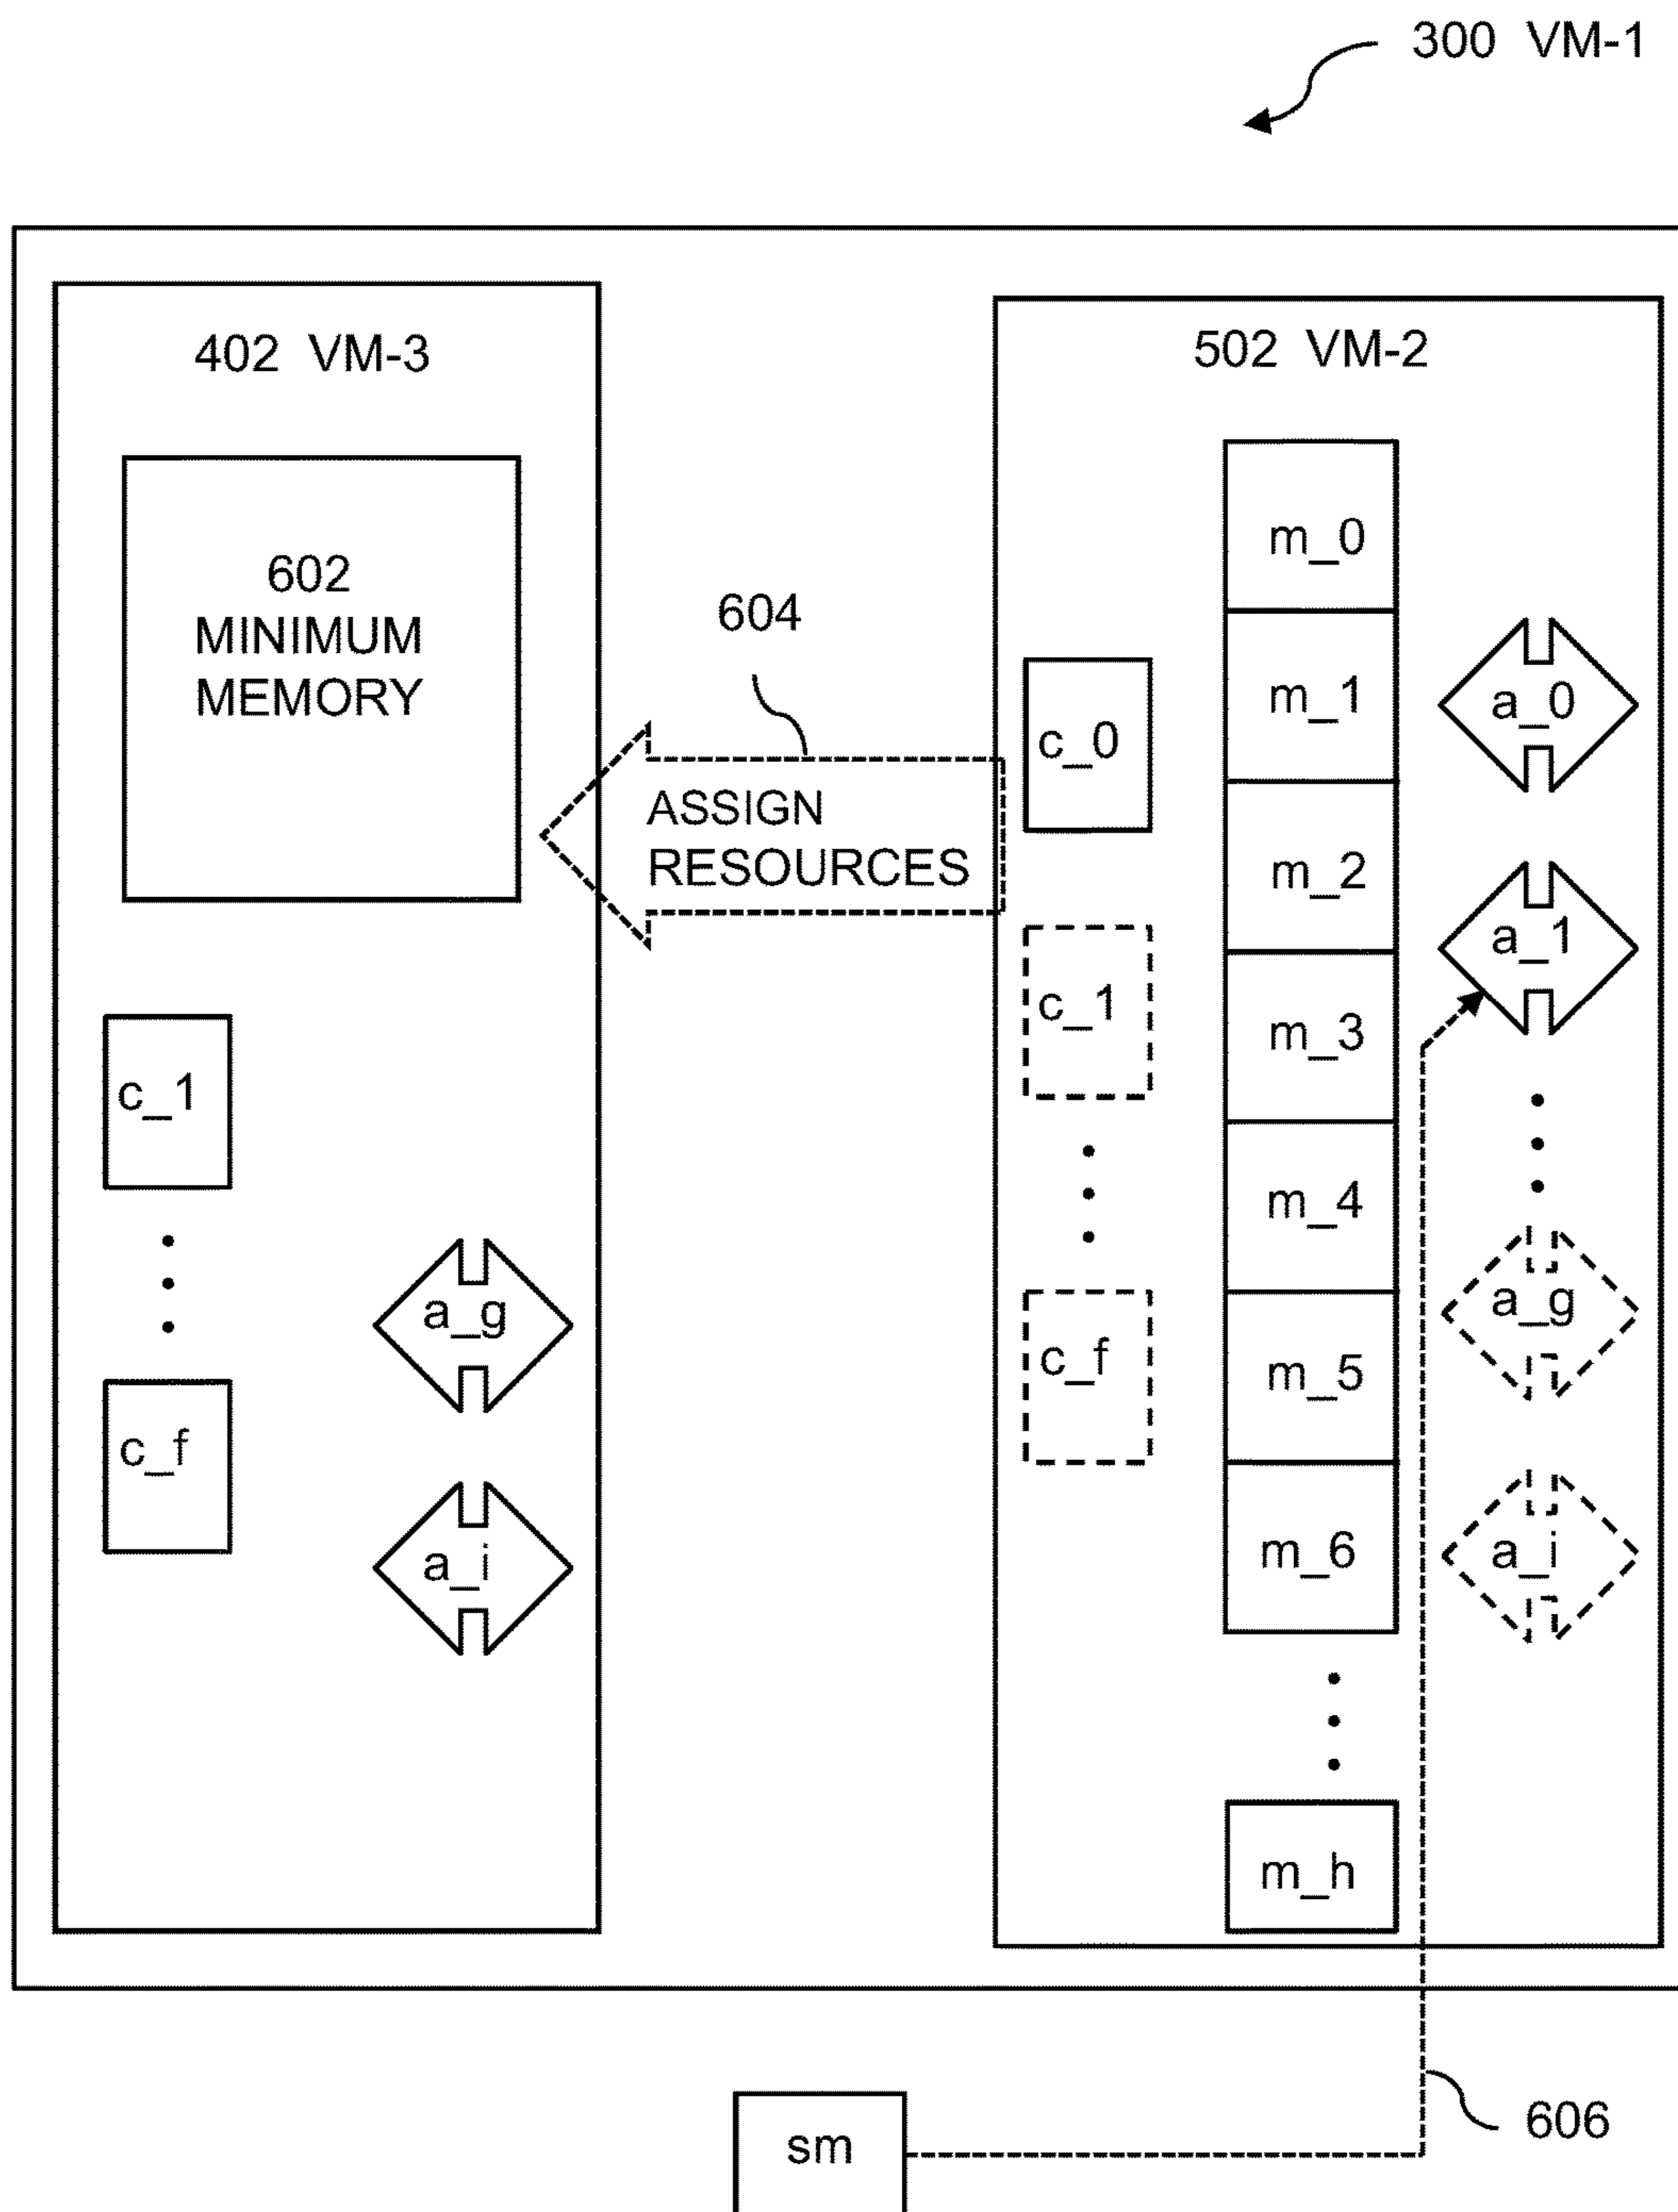 300 VM-1
402 VM-3
602
MINIMUM
MEMORY
c_1
c_f
a_g
a_i
604
ASSIGN
RESOURCES
502 VM-2
c_0
c_1
c_f
m_0
m_1
m_2
m_3
m_4
m_5
m_6
m_h
a_0
a_1
a_g
a_i
sm
606